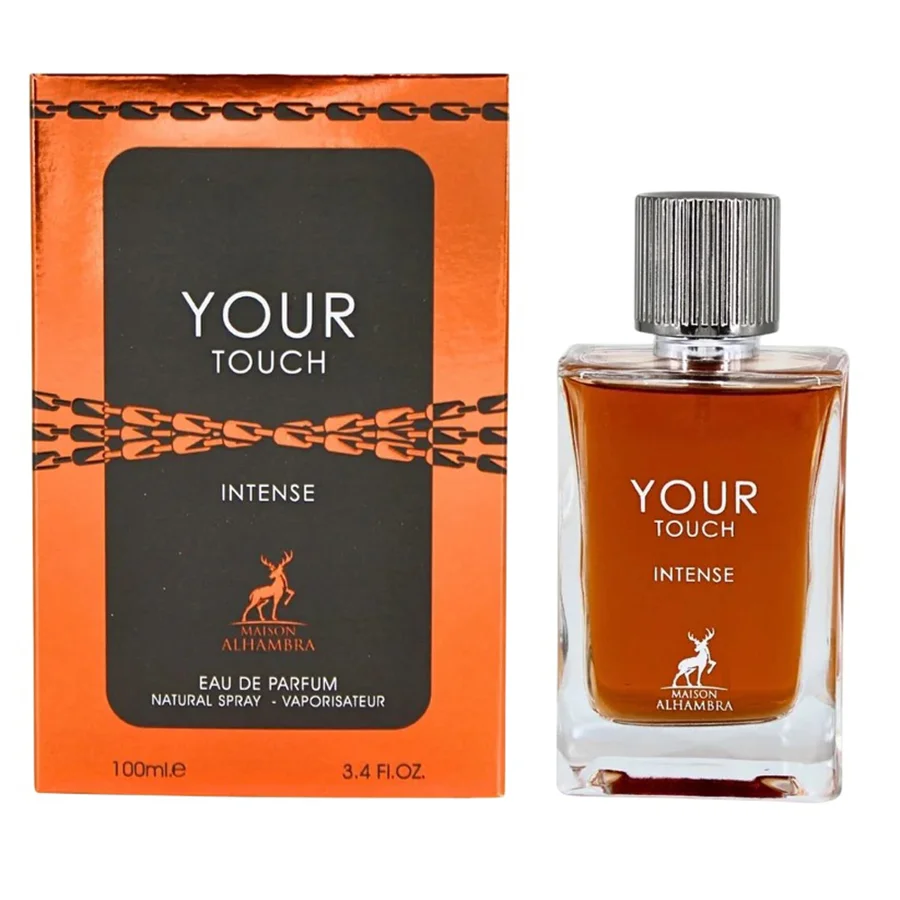 YOUR
TOUCH
INTENSE
MAISON
ALHAMBRA
EAU DE PARFUM
NATURAL SPRAY - VAPORISATEUR
100ml.e
3.4 Fl.OZ.
YOUR
TOUCH
INTENSE
MAISON
ALHAMBRA